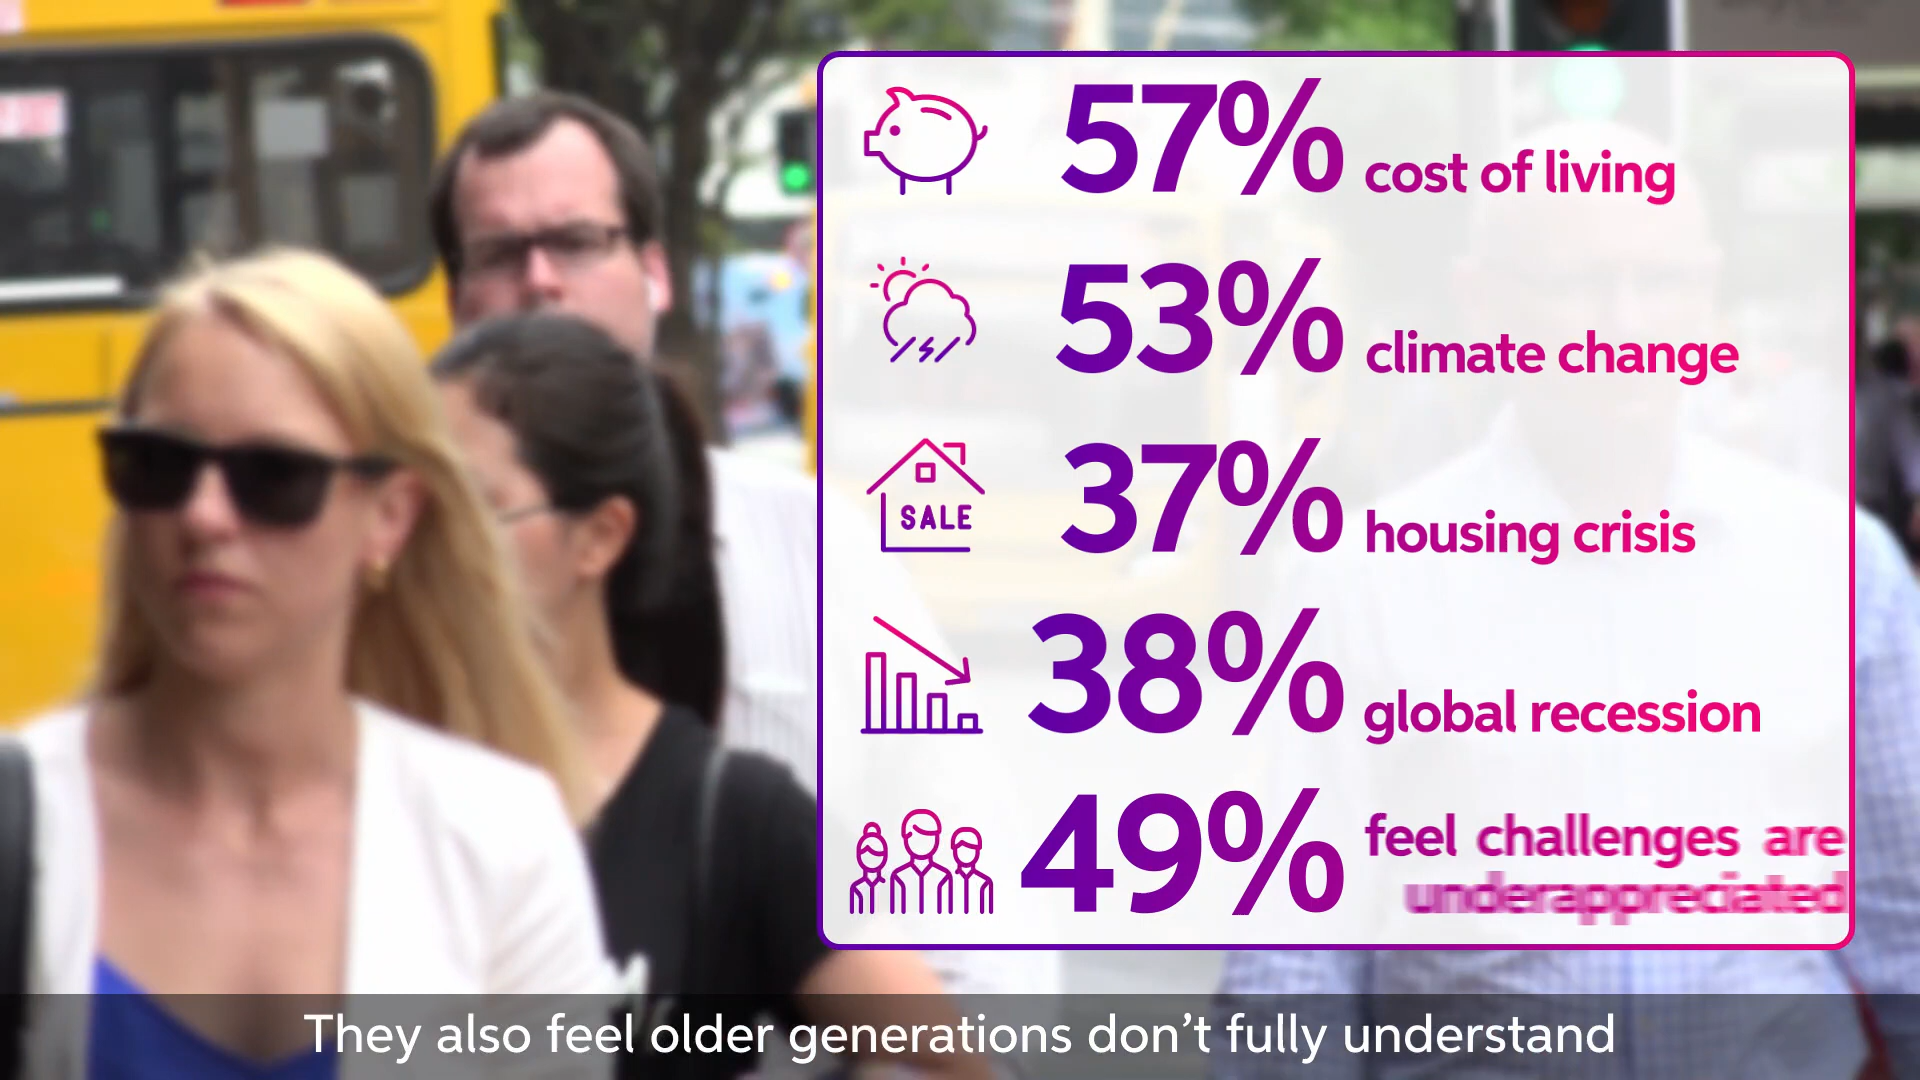 57% cost of living
53% climate change
SALE
37% housing crisis
38% global recession
49% feel challenges are
underappreciated
They also feel older generations don't fully understand